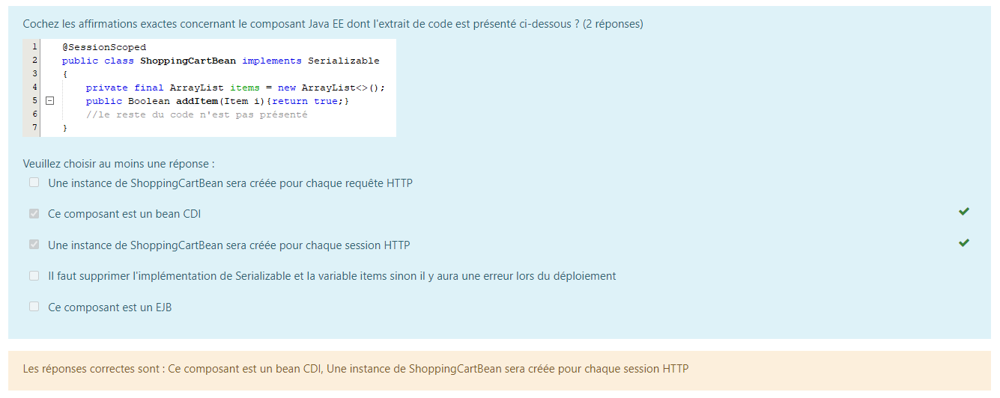 Cochez les affirmations exactes concernant le composant Java EE dont l'extrait de code est présenté ci-dessous ? (2 réponses)
1 @SessionScoped
2 public class ShoppingCartBean implements Serializable
3 {
4 private final ArrayList items = new ArrayList<>();
5 public Boolean addItem(Item i){return true;}
6 //le reste du code n'est pas présenté
7 }
Veuillez choisir au moins une réponse :
Une instance de ShoppingCartBean sera créée pour chaque requête HTTP
Ce composant est un bean CDI
Une instance de ShoppingCartBean sera créée pour chaque session HTTP
Il faut supprimer l'implémentation de Serializable et la variable items sinon il y aura une erreur lors du déploiement
Ce composant est un EJB
Les réponses correctes sont : Ce composant est un bean CDI, Une instance de ShoppingCartBean sera créée pour chaque session HTTP